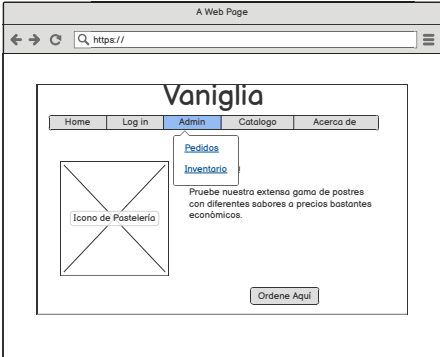 A Web Page
https://
Vaniglia
Home Log in Admin Catalogo Acerca de
Pedidos
Inventario
Pruebe nuestra extensa gama de postres
con diferentes sabores a precios bastantes
económicos.
Icono de Pastelería
Ordene Aquí